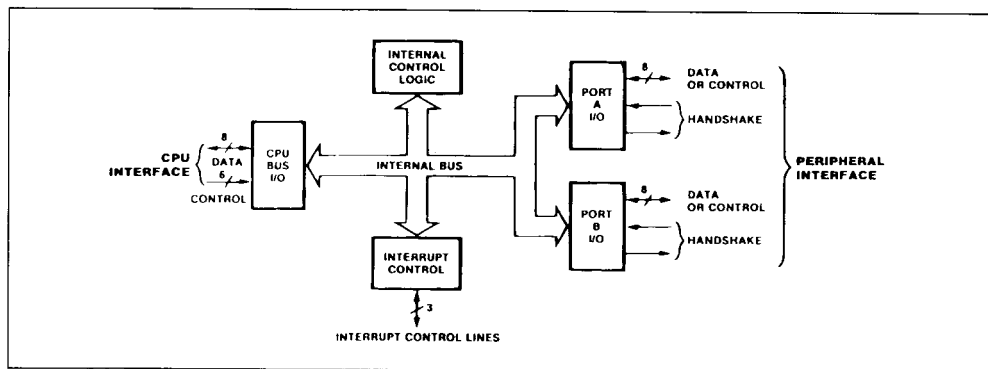 INTERNAL
CONTROL
LOGIC
CPU
INTERFACE
8
DATA
6
CONTROL
CPU
BUS
I/O
INTERNAL BUS
INTERRUPT
CONTROL
3
INTERRUPT CONTROL LINES
PORT
A
I/O
8
DATA
OR CONTROL
HANDSHAKE
PORT
B
I/O
8
DATA
OR CONTROL
HANDSHAKE
PERIPHERAL
INTERFACE